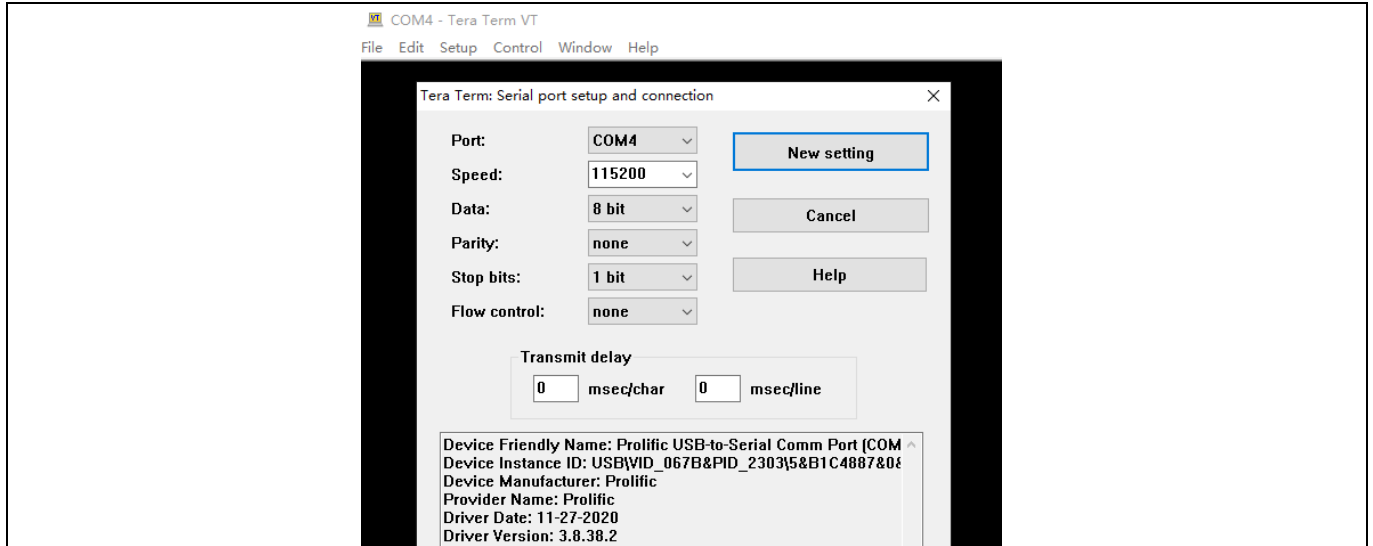 COM4 - Tera Term VT
File Edit Setup Control Window Help
Tera Term: Serial port setup and connection
Port: COM4 New setting
Speed: 115200
Data: 8 bit Cancel
Parity: none
Stop bits: 1 bit Help
Flow control: none
Transmit delay
0 msec/char 0 msec/line
Device Friendly Name: Prolific USB-to-Serial Comm Port (COM
Device Instance ID: USB\VID_067B&PID_2303\5&B1C4887&0&
Device Manufacturer: Prolific
Provider Name: Prolific
Driver Date: 11-27-2020
Driver Version: 3.8.38.2